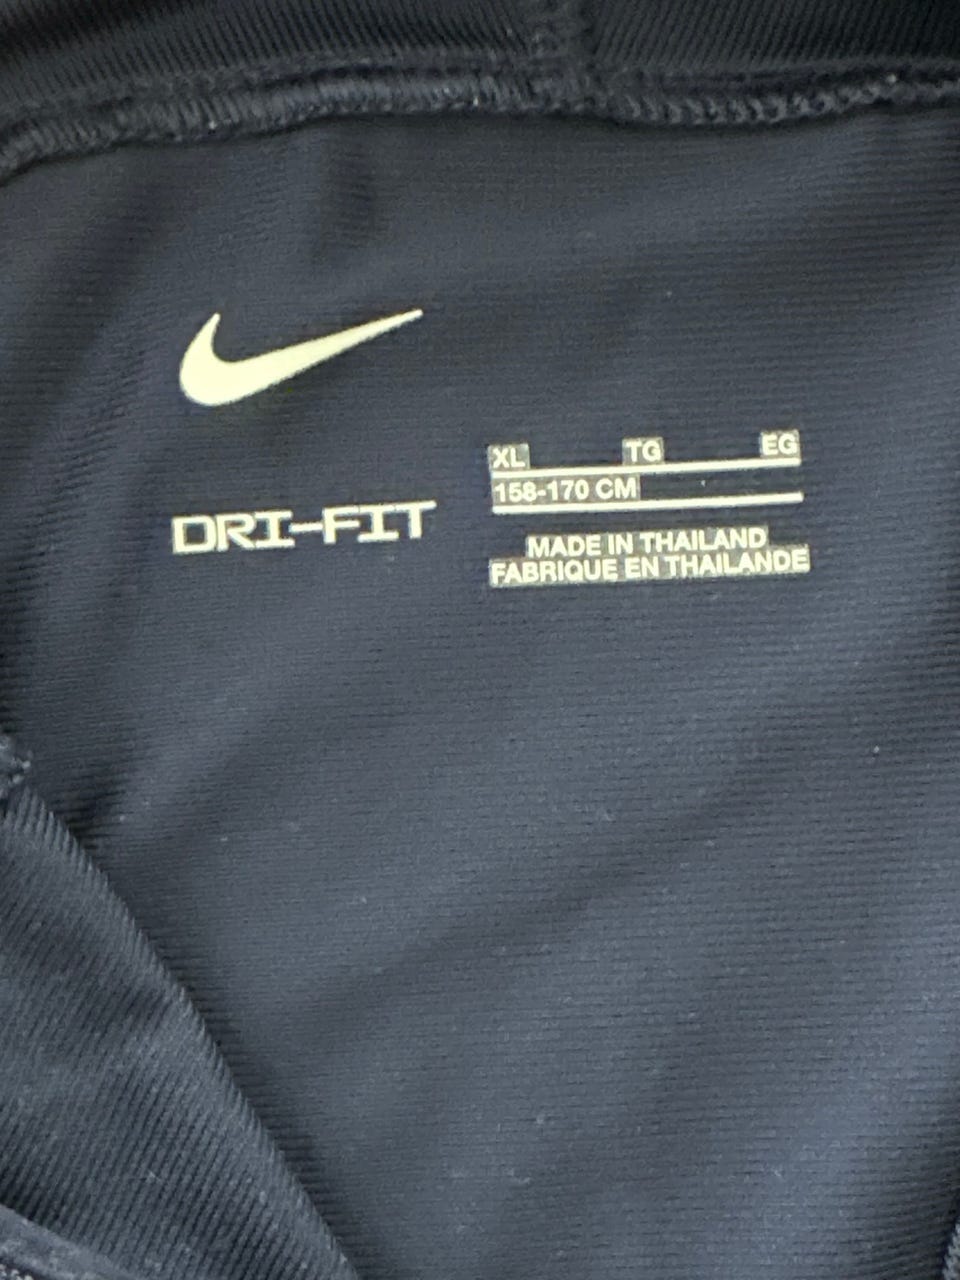 XL TG EG
158-170 CM
DRI-FIT
MADE IN THAILAND
FABRIQUE EN THAILANDE